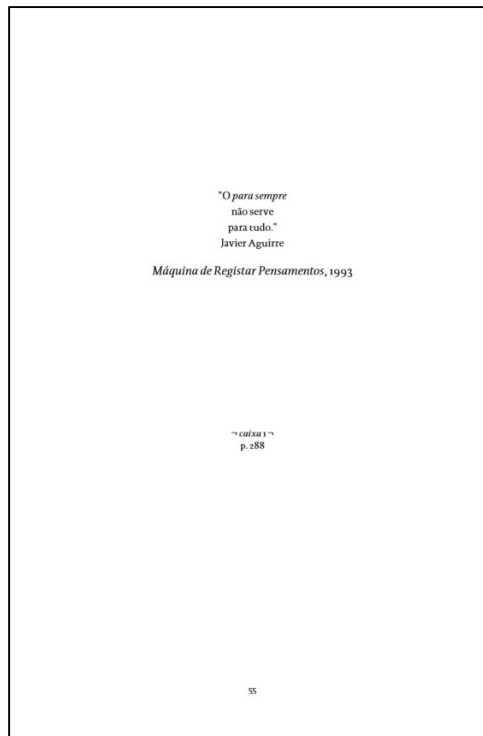 "O para sempre
não serve
para tudo."
Javier Aguirre
Máquina de Registar Pensamentos, 1993
¬ caixa 1 ¬
p. 288
55